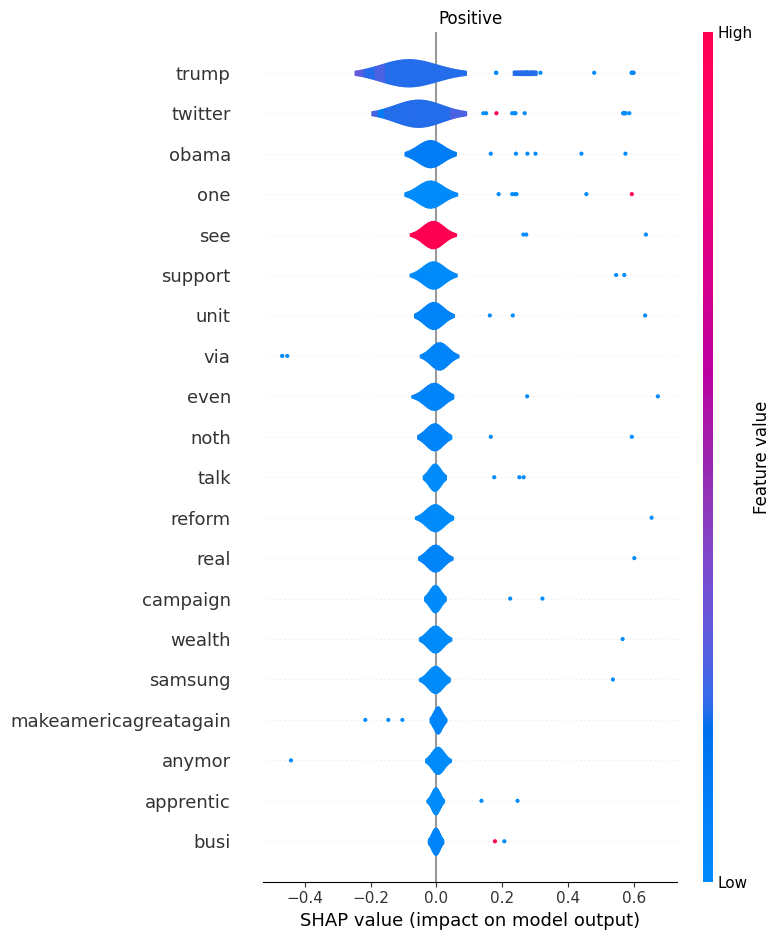 Positive
High
trump
twitter
obama
one
see
support
unit
via
even
noth
talk
reform
real
campaign
wealth
samsung
makeamericagreatagain
anymor
apprentic
busi
Feature value
Low
−0.4 −0.2 0.0 0.2 0.4 0.6
SHAP value (impact on model output)